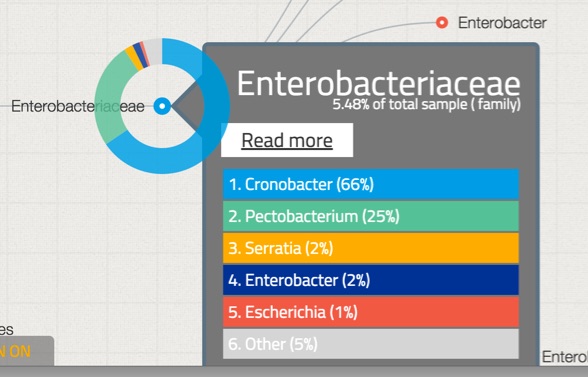 Enterobacter
Enterobacteriaceae
Enterobacteriaceae
5.48% of total sample ( family)
Read more
1. Cronobacter (66%)
2. Pectobacterium (25%)
3. Serratia (2%)
4. Enterobacter (2%)
5. Escherichia (1%)
6. Other (5%)
es
N ON
Entero